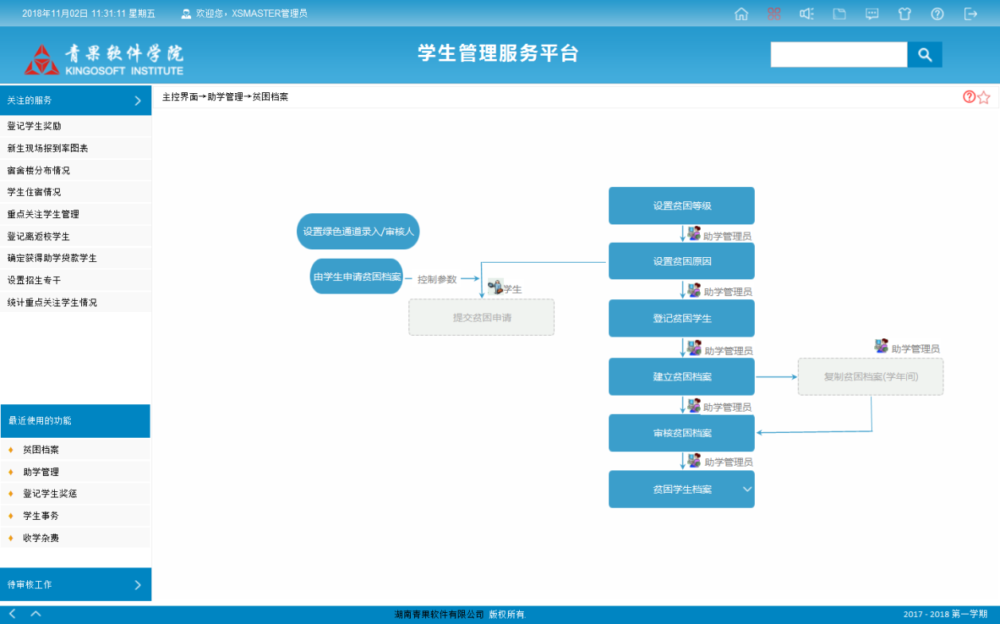 2018年11月02日 11:31:11 星期五
欢迎您，XSMASTER管理员
青果软件学院
KINGOSOFT INSTITUTE
学生管理服务平台
关注的服务
登记学生奖励
新生现场报到率图表
宿舍楼分布情况
学生住宿情况
重点关注学生管理
登记离返校学生
确定获得助学贷款学生
设置招生专干
统计重点关注学生情况
最近使用的功能
贫困档案
助学管理
登记学生奖惩
学生事务
收学杂费
待审核工作
主控界面→助学管理→贫困档案
设置绿色通道录入/审核人
由学生申请贫困档案
控制参数
学生
提交贫困申请
设置贫困等级
助学管理员
设置贫困原因
助学管理员
登记贫困学生
助学管理员
建立贫困档案
助学管理员
复制贫困档案(学年间)
助学管理员
审核贫困档案
助学管理员
贫困学生档案
湖南青果软件有限公司 版权所有.
2017 - 2018 第一学期